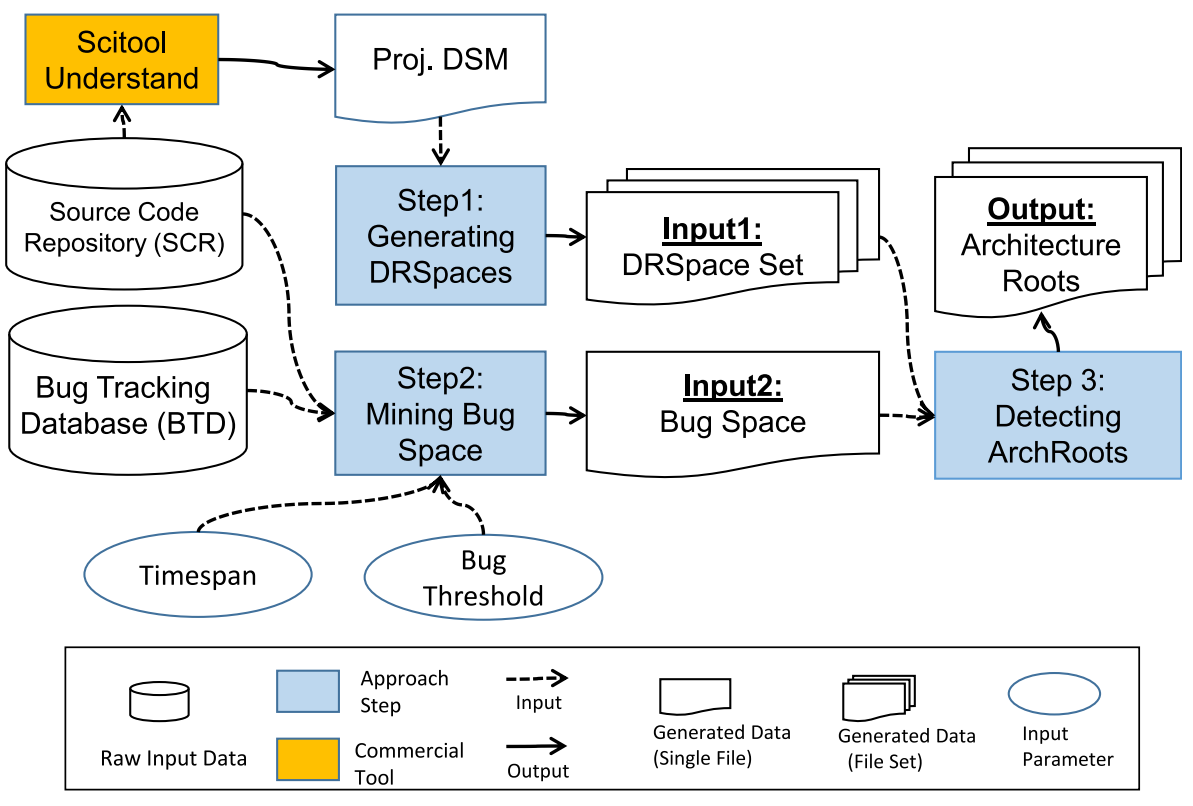 Scitool
Understand
Proj. DSM
Source Code
Repository (SCR)
Step1:
Generating
DRSpaces
Input1:
DRSpace Set
Output:
Architecture
Roots
Bug Tracking
Database (BTD)
Step2:
Mining Bug
Space
Input2:
Bug Space
Step 3:
Detecting
ArchRoots
Timespan
Bug
Threshold
Raw Input Data
Approach
Step
Commercial
Tool
Input
Output
Generated Data
(Single File)
Generated Data
(File Set)
Input
Parameter